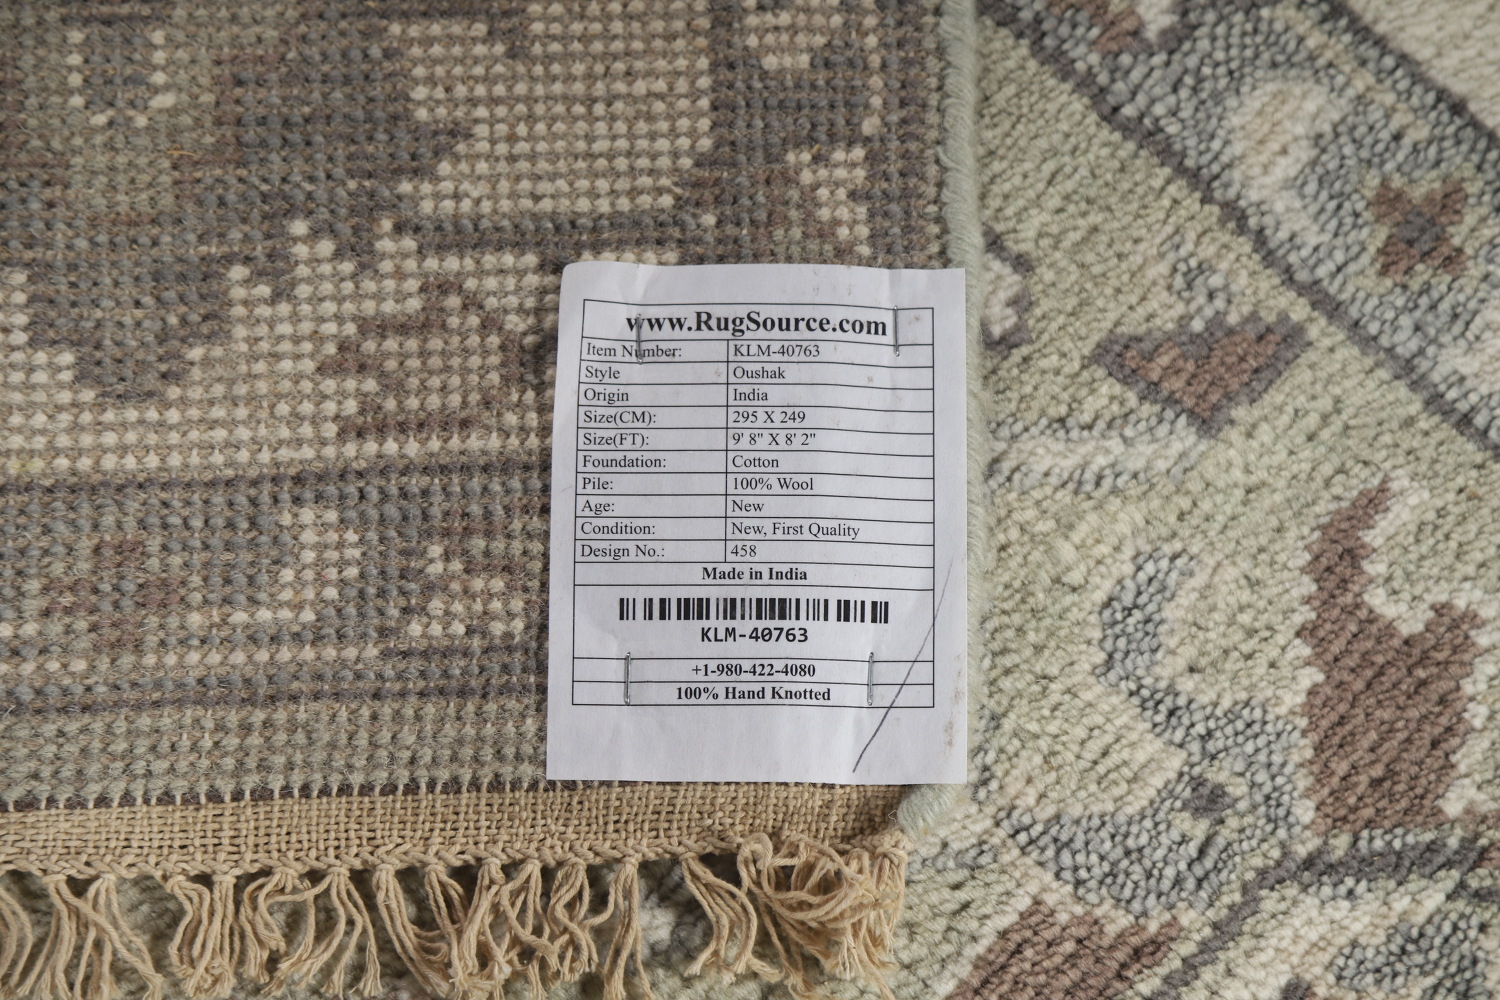 www.RugSource.com
Item Number: KLM-40763
Style Oushak
Origin India
Size(CM): 295 X 249
Size(FT): 9' 8" X 8' 2"
Foundation: Cotton
Pile: 100% Wool
Age: New
Condition: New, First Quality
Design No.: 458
Made in India
KLM-40763
+1-980-422-4080
100% Hand Knotted